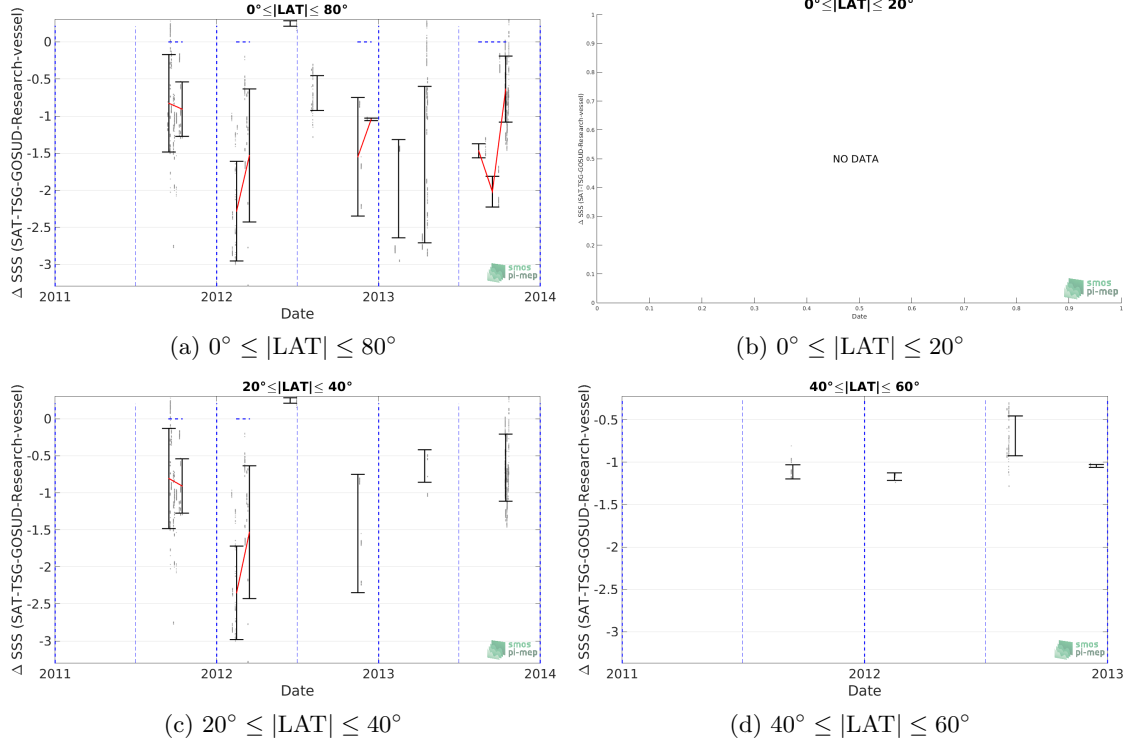 0°≤|LAT|≤ 80°
Δ SSS (SAT-TSG-GOSUD-Research-vessel)
0
-0.5
-1
-1.5
-2
-2.5
-3
2011 2012 2013 2014
Date
smos
pi-mep
(a) 0° ≤ |LAT| ≤ 80°
0°≤|LAT|≤ 20°
Δ SSS (SAT-TSG-GOSUD-Research-vessel)
1
0.9
0.8
0.7
0.6
0.5
0.4
0.3
0.2
0.1
0
NO DATA
0 0.1 0.2 0.3 0.4 0.5 0.6 0.7 0.8 0.9 1
Date
smos
pi-mep
(b) 0° ≤ |LAT| ≤ 20°
20°≤|LAT|≤ 40°
Δ SSS (SAT-TSG-GOSUD-Research-vessel)
0
-0.5
-1
-1.5
-2
-2.5
-3
2011 2012 2013 2014
Date
smos
pi-mep
(c) 20° ≤ |LAT| ≤ 40°
40°≤|LAT|≤ 60°
Δ SSS (SAT-TSG-GOSUD-Research-vessel)
-0.5
-1
-1.5
-2
-2.5
-3
2011 2012 2013
Date
smos
pi-mep
(d) 40° ≤ |LAT| ≤ 60°